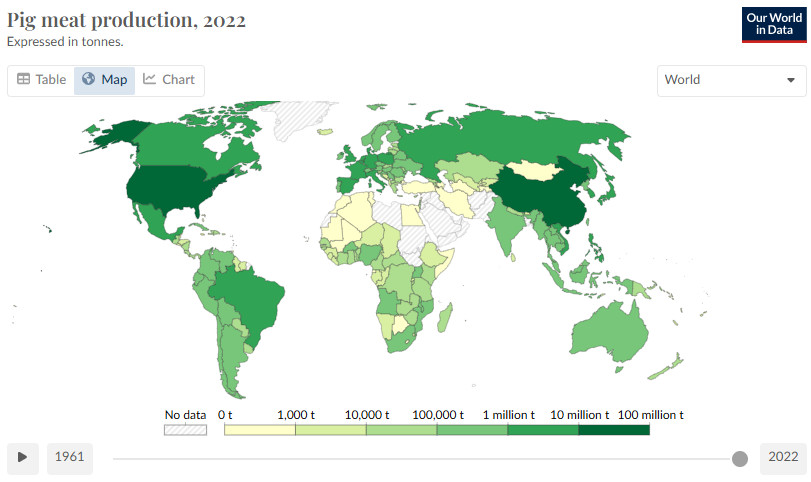 Pig meat production, 2022
Expressed in tonnes.
Our World
in Data
Table Map Chart
World
No data 0 t 1,000 t 10,000 t 100,000 t 1 million t 10 million t 100 million t
1961 2022